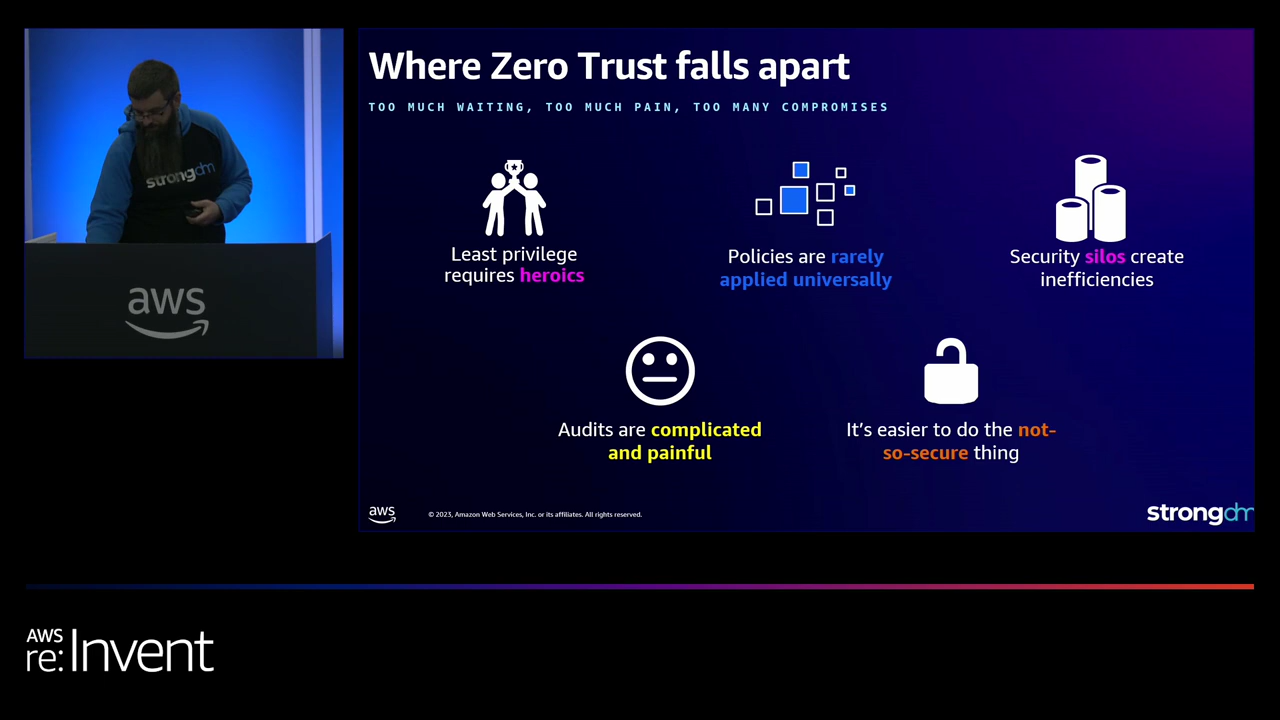 Where Zero Trust falls apart
TOO MUCH WAITING, TOO MUCH PAIN, TOO MANY COMPROMISES
Least privilege
requires heroics
Policies are rarely
applied universally
Security silos create
inefficiencies
Audits are complicated
and painful
It's easier to do the not-
so-secure thing
aws
© 2023, Amazon Web Services, Inc. or its affiliates. All rights reserved.
strongdm
strongdm
aws
AWS
re:Invent